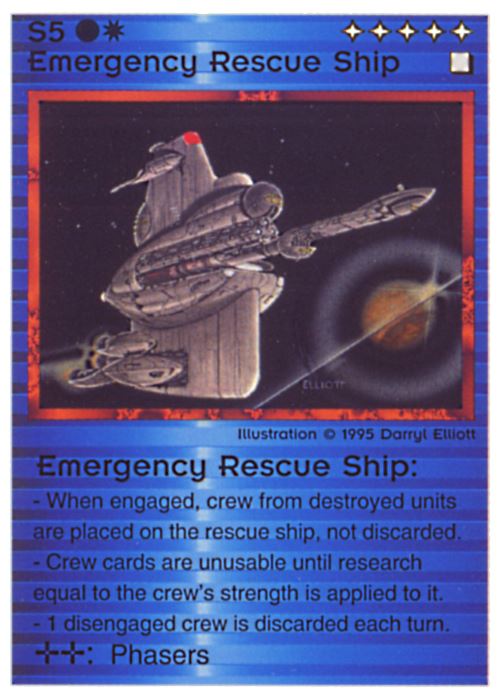 S5
Emergency Rescue Ship
ELLIOTT
Illustration © 1995 Darryl Elliott
Emergency Rescue Ship:
- When engaged, crew from destroyed units
are placed on the rescue ship, not discarded.
- Crew cards are unusable until research
equal to the crew's strength is applied to it.
- 1 disengaged crew is discarded each turn.
: Phasers